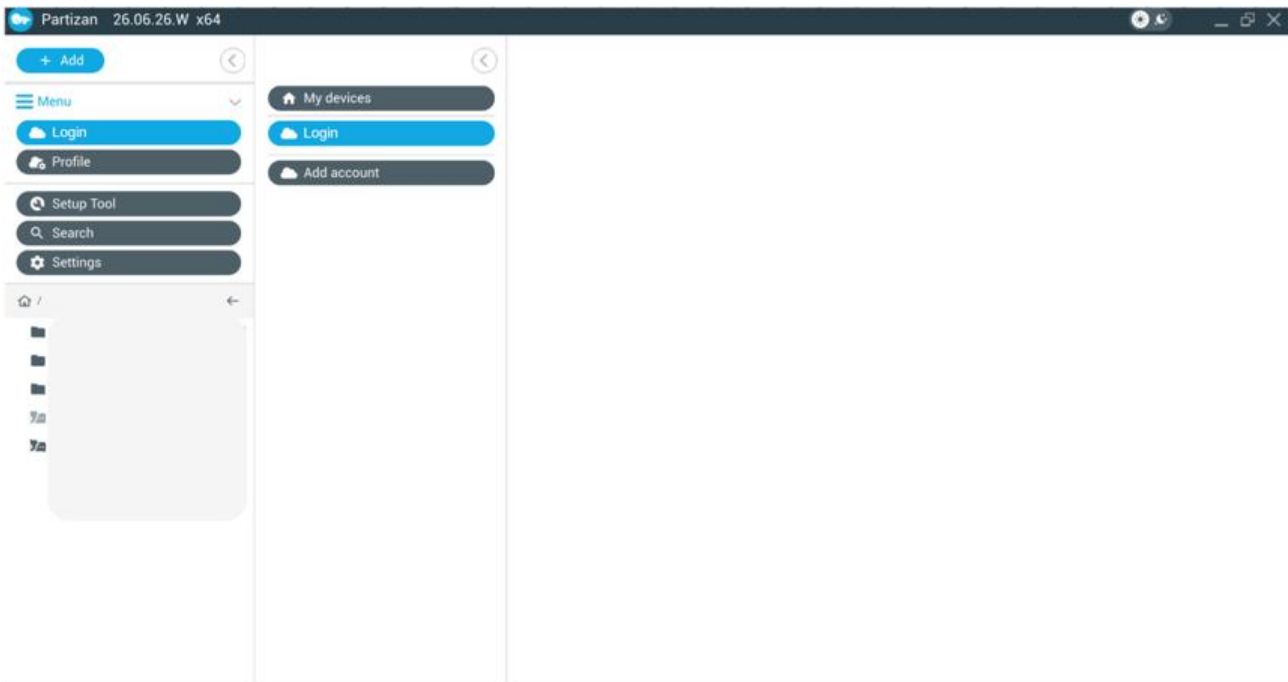 Partizan 26.06.26.W x64
+ Add
Menu
Login
Profile
Setup Tool
Search
Settings
/
My devices
Login
Add account